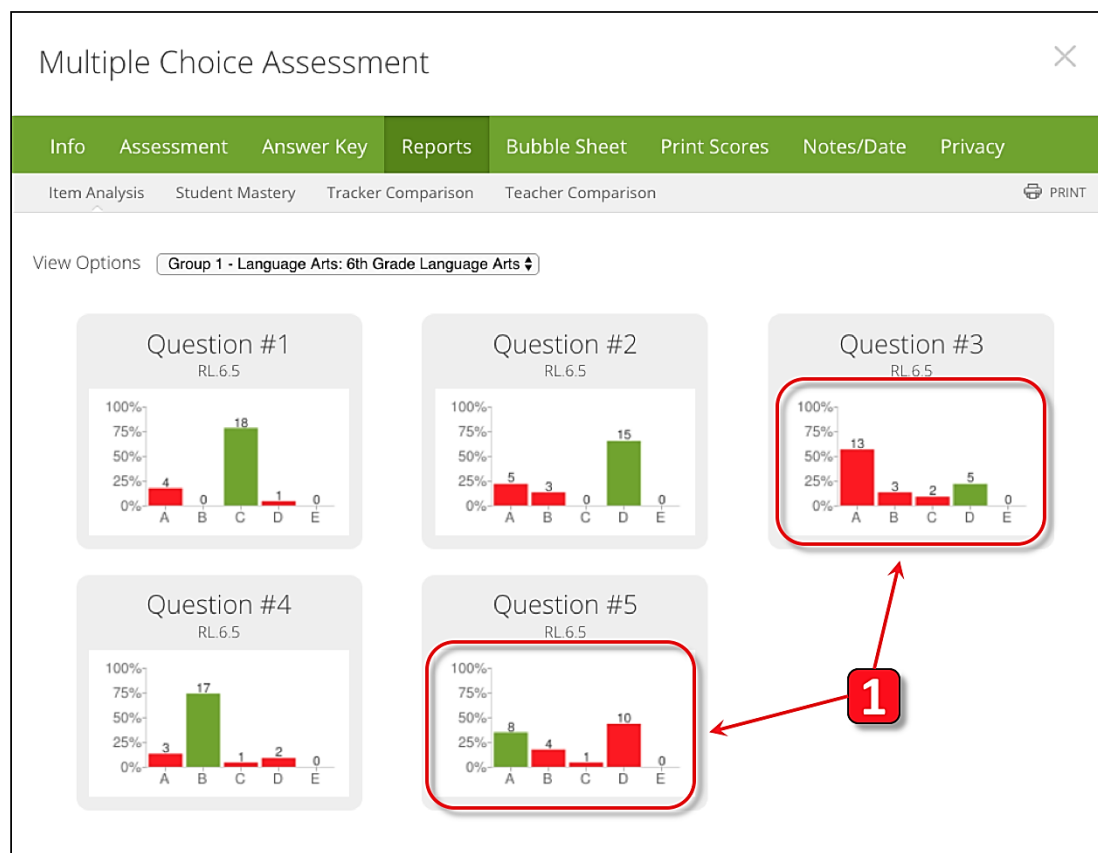 Multiple Choice Assessment
Info Assessment Answer Key Reports Bubble Sheet Print Scores Notes/Date Privacy
Item Analysis Student Mastery Tracker Comparison Teacher Comparison PRINT
View Options Group 1 - Language Arts: 6th Grade Language Arts
Question #1
RL.6.5
100%
75%
50%
25%
0%
4 0 18 1 0
A B C D E
Question #2
RL.6.5
100%
75%
50%
25%
0%
5 3 0 15 0
A B C D E
Question #3
RL.6.5
100%
75%
50%
25%
0%
13 3 2 5 0
A B C D E
Question #4
RL.6.5
100%
75%
50%
25%
0%
3 17 1 2 0
A B C D E
Question #5
RL.6.5
100%
75%
50%
25%
0%
8 4 1 10 0
A B C D E
1